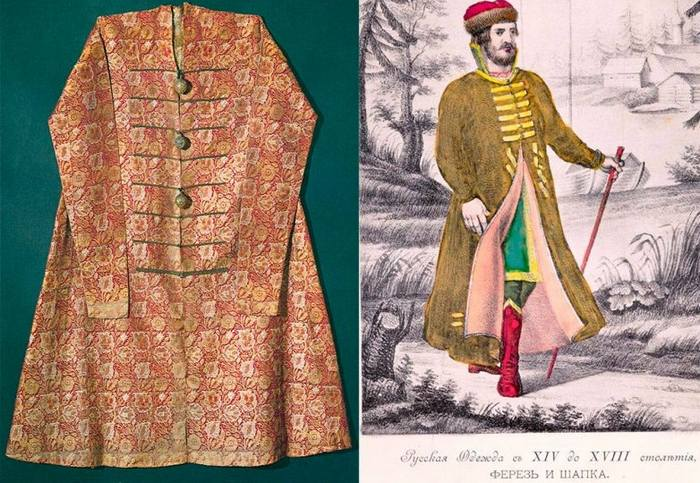 Русская Одежда съ XIV до XVIII столѣтія,
ФЕРЕЗЬ И ШАПКА.